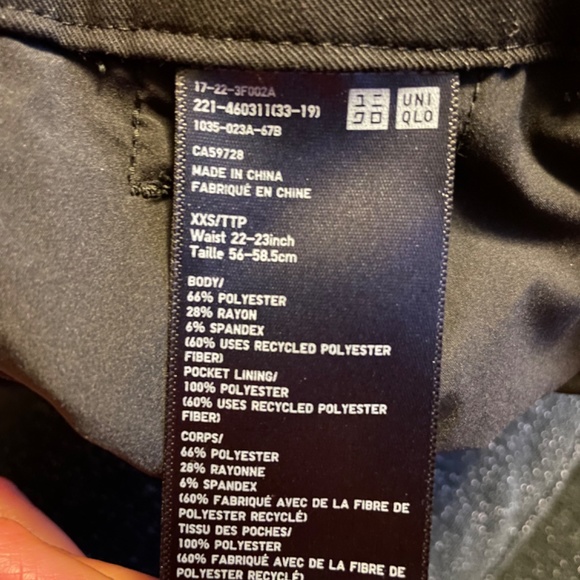 17-22-3F002A
221-460311(33-19)
1035-023A-67B
ユニ
クロ
UNI
QLO
CA59728
MADE IN CHINA
FABRIQUÉ EN CHINE
XXS/TTP
Waist 22-23inch
Taille 56-58.5cm
BODY/
66% POLYESTER
28% RAYON
6% SPANDEX
(60% USES RECYCLED POLYESTER
FIBER)
POCKET LINING/
100% POLYESTER
(60% USES RECYCLED POLYESTER
FIBER)
CORPS/
66% POLYESTER
28% RAYONNE
6% SPANDEX
(60% FABRIQUÉ AVEC DE LA FIBRE DE
POLYESTER RECYCLÉ)
TISSU DES POCHES/
100% POLYESTER
(60% FABRIQUÉ AVEC DE LA FIBRE DE
POLYESTER RECYCLÉ)